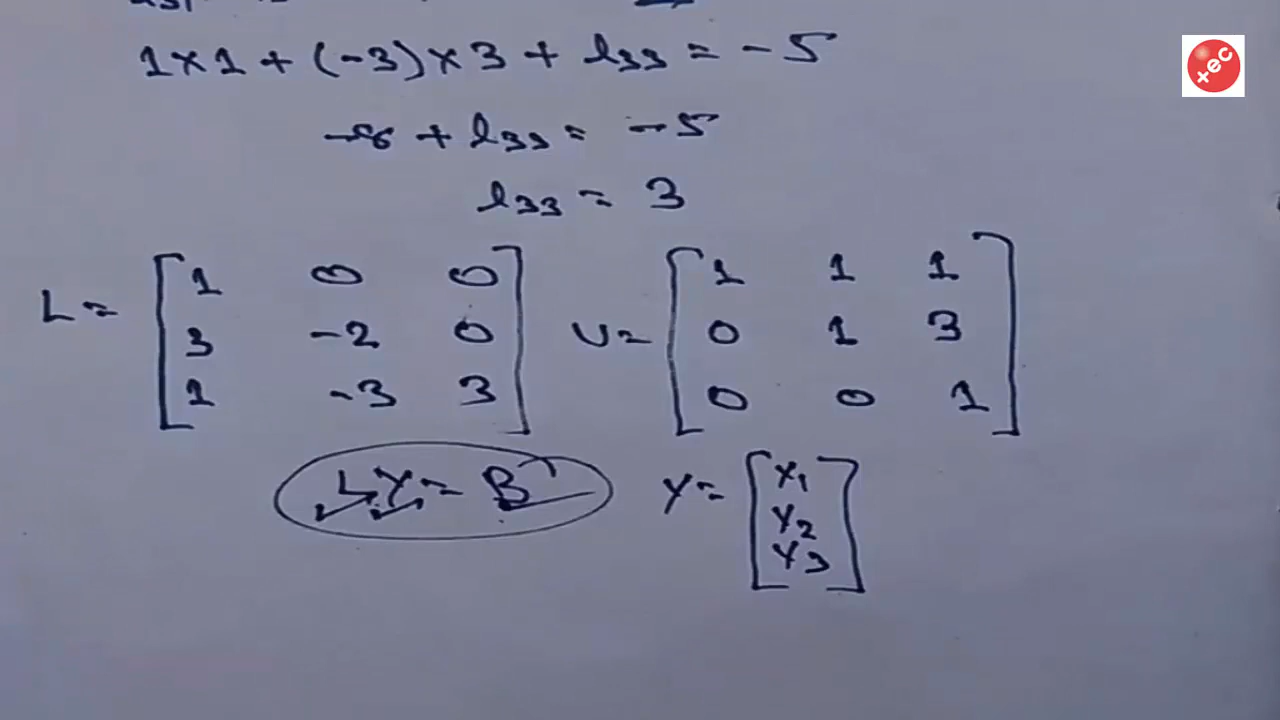 1×1 + (-3)×3 + l33 = -5
xec
-8 + l33 = -5
l33 = 3
L = [1 0 0 U = [1 1 1
3 -2 0 0 1 3
1 -3 3] 0 0 1]
LY = B Y = [Y1
Y2
Y3]